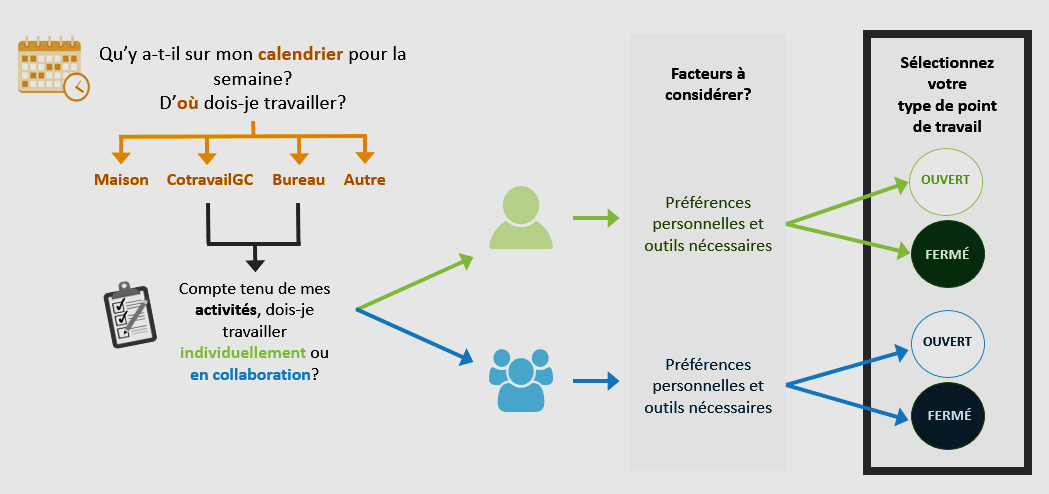 Qu’y a-t-il sur mon calendrier pour la
semaine?
D’où dois-je travailler?
Maison
CotravailGC
Bureau
Autre
Compte tenu de mes
activités, dois-je
travailler
individuellement ou
en collaboration?
Facteurs à
considérer?
Préférences
personnelles et
outils nécessaires
Préférences
personnelles et
outils nécessaires
Sélectionnez
votre
type de point
de travail
OUVERT
FERMÉ
OUVERT
FERMÉ